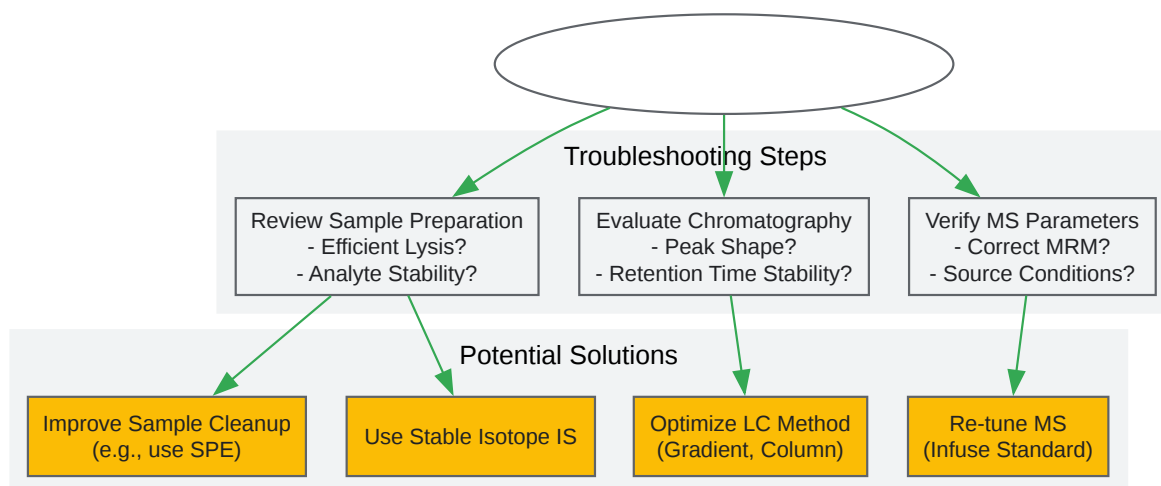 Troubleshooting Steps
Review Sample Preparation
- Efficient Lysis?
- Analyte Stability?
Evaluate Chromatography
- Peak Shape?
- Retention Time Stability?
Verify MS Parameters
- Correct MRM?
- Source Conditions?
Potential Solutions
Improve Sample Cleanup
(e.g., use SPE)
Use Stable Isotope IS
Optimize LC Method
(Gradient, Column)
Re-tune MS
(Infuse Standard)